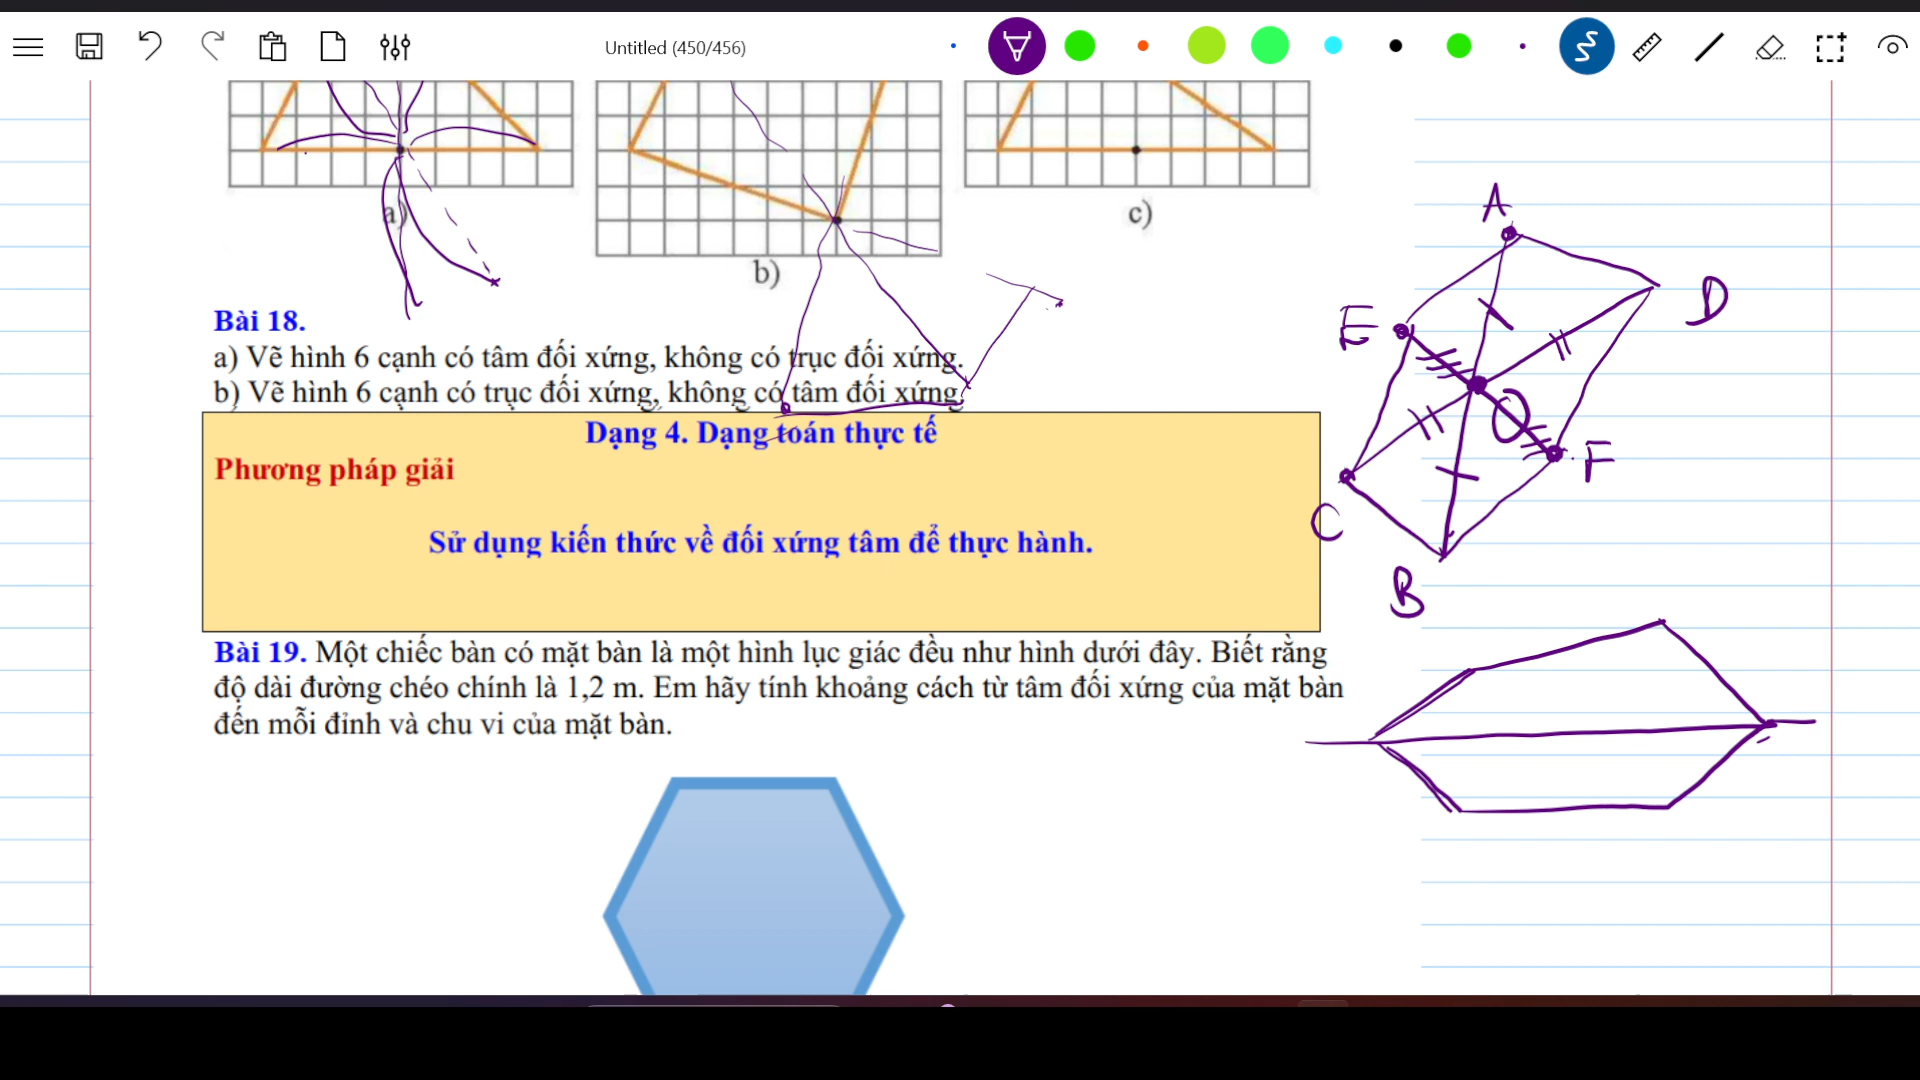 Untitled (450/456)
a)
b)
c)
A
E
D
O
F
C
B
Bài 18.
a) Vẽ hình 6 cạnh có tâm đối xứng, không có trục đối xứng.
b) Vẽ hình 6 cạnh có trục đối xứng, không có tâm đối xứng.
Dạng 4. Dạng toán thực tế
Phương pháp giải
Sử dụng kiến thức về đối xứng tâm để thực hành.
Bài 19. Một chiếc bàn có mặt bàn là một hình lục giác đều như hình dưới đây. Biết rằng
độ dài đường chéo chính là 1,2 m. Em hãy tính khoảng cách từ tâm đối xứng của mặt bàn
đến mỗi đỉnh và chu vi của mặt bàn.